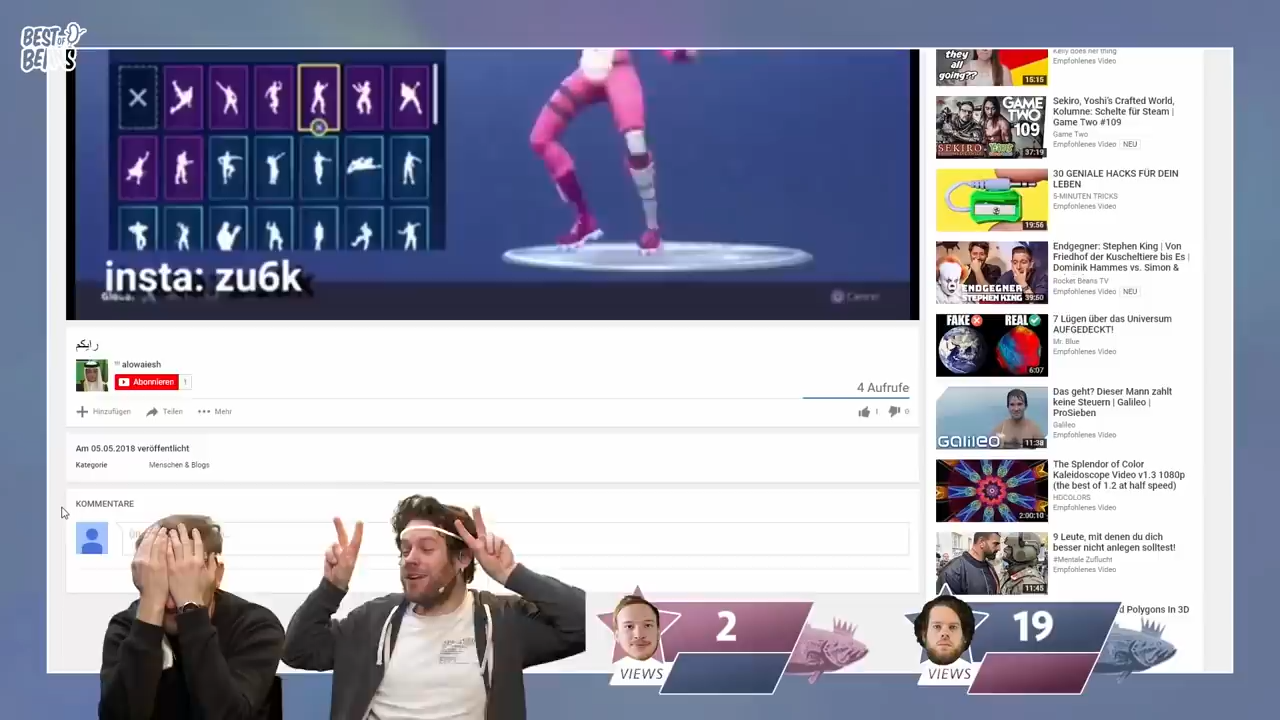 BEST OF
BEANS
insta: zu6k
رايكم
alowaiesh
Abonnieren 1
4 Aufrufe
Hinzufügen Teilen Mehr
1 0
Am 05.05.2018 veröffentlicht
Kategorie Menschen & Blogs
KOMMENTARE
they
all
going??
15:15
Kelly does her thing
Empfohlenes Video
GAME
TWO
109
SEKIRO
37:19
Sekiro, Yoshi's Crafted World,
Kolumne: Schelte für Steam |
Game Two #109
Game Two
Empfohlenes Video NEU
19:56
30 GENIALE HACKS FÜR DEIN
LEBEN
5-MINUTEN TRICKS
Empfohlenes Video
ENDGEGNER
STEPHEN KING
39:50
Endgegner: Stephen King | Von
Friedhof der Kuscheltiere bis Es |
Dominik Hammes vs. Simon &
Rocket Beans TV
Empfohlenes Video NEU
FAKE REAL
6:07
7 Lügen über das Universum
AUFGEDECKT!
Mr. Blue
Empfohlenes Video
GALILEO
11:38
Das geht? Dieser Mann zahlt
keine Steuern | Galileo |
ProSieben
Galileo
Empfohlenes Video
2:00:10
The Splendor of Color
Kaleidoscope Video v1.3 1080p
(the best of 1.2 at half speed)
HDCOLORS
Empfohlenes Video
11:45
9 Leute, mit denen du dich
besser nicht anlegen solltest!
#Mentale Zuflucht
Empfohlenes Video
Polygons In 3D
2
VIEWS
19
VIEWS